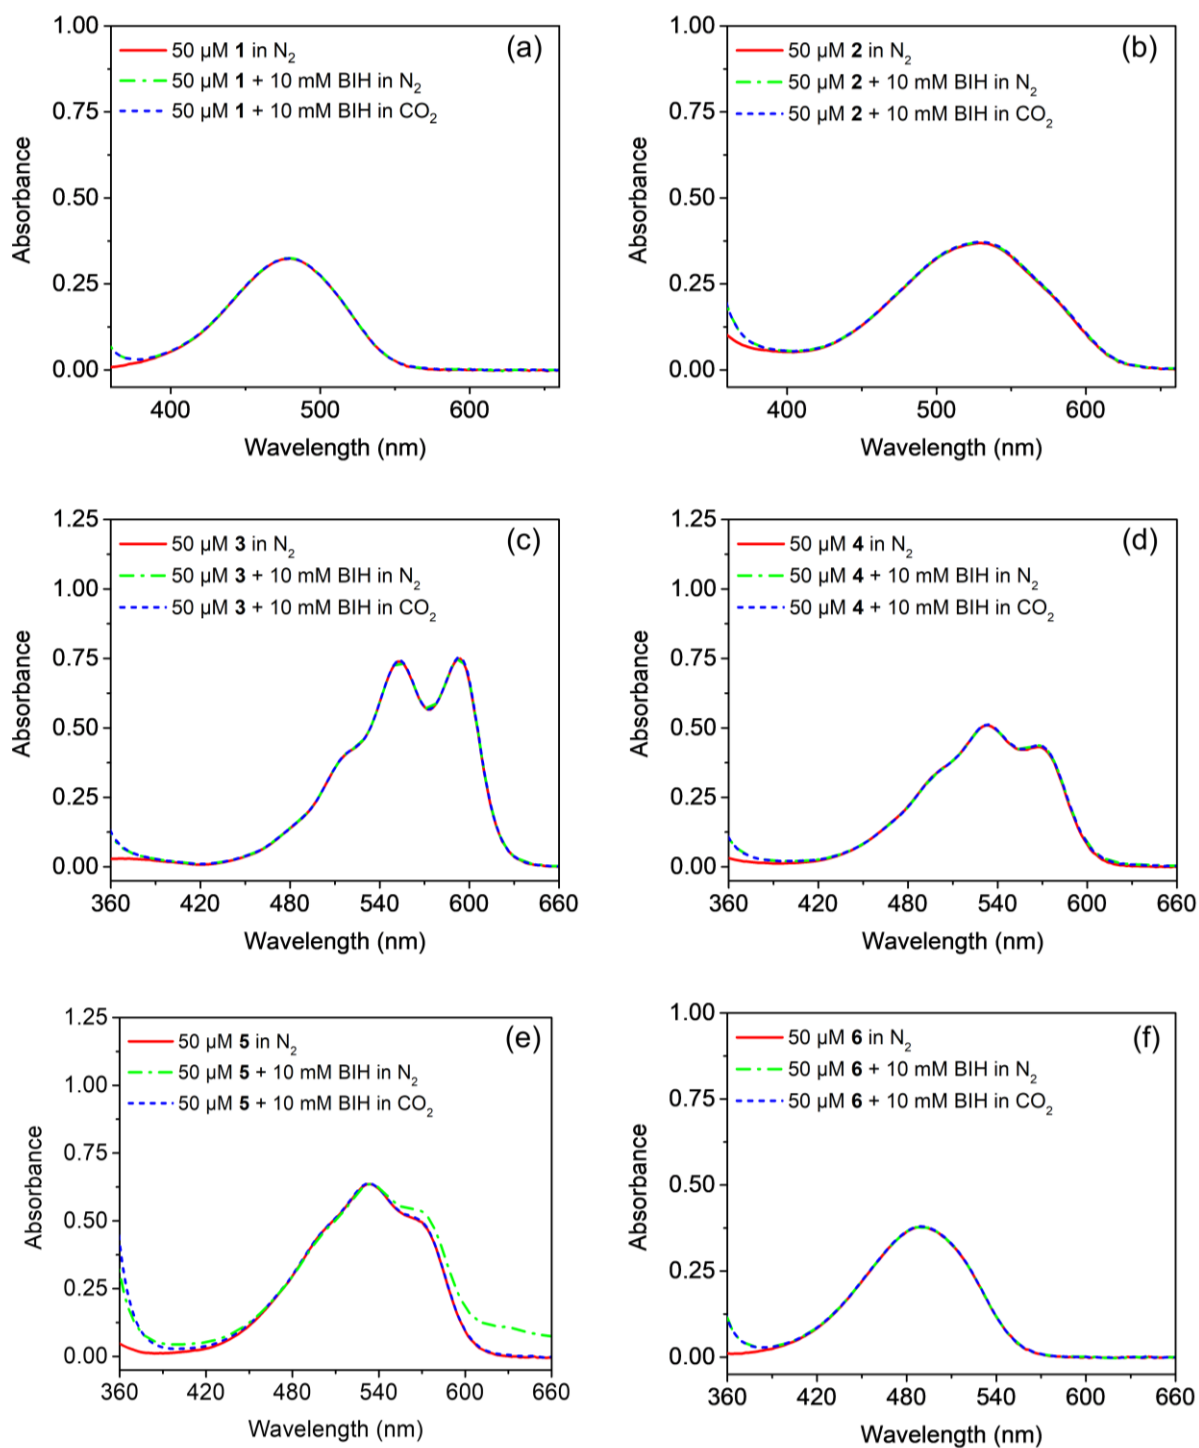 (a)
50 µM 1 in N₂
50 µM 1 + 10 mM BIH in N₂
50 µM 1 + 10 mM BIH in CO₂
1.00
0.75
0.50
0.25
0.00
Absorbance
400 500 600
Wavelength (nm)
(b)
50 µM 2 in N₂
50 µM 2 + 10 mM BIH in N₂
50 µM 2 + 10 mM BIH in CO₂
1.00
0.75
0.50
0.25
0.00
Absorbance
400 500 600
Wavelength (nm)
(c)
50 µM 3 in N₂
50 µM 3 + 10 mM BIH in N₂
50 µM 3 + 10 mM BIH in CO₂
1.25
1.00
0.75
0.50
0.25
0.00
Absorbance
360 420 480 540 600 660
Wavelength (nm)
(d)
50 µM 4 in N₂
50 µM 4 + 10 mM BIH in N₂
50 µM 4 + 10 mM BIH in CO₂
1.25
1.00
0.75
0.50
0.25
0.00
Absorbance
360 420 480 540 600 660
Wavelength (nm)
(e)
50 µM 5 in N₂
50 µM 5 + 10 mM BIH in N₂
50 µM 5 + 10 mM BIH in CO₂
1.25
1.00
0.75
0.50
0.25
0.00
Absorbance
360 420 480 540 600 660
Wavelength (nm)
(f)
50 µM 6 in N₂
50 µM 6 + 10 mM BIH in N₂
50 µM 6 + 10 mM BIH in CO₂
1.00
0.75
0.50
0.25
0.00
Absorbance
360 420 480 540 600 660
Wavelength (nm)